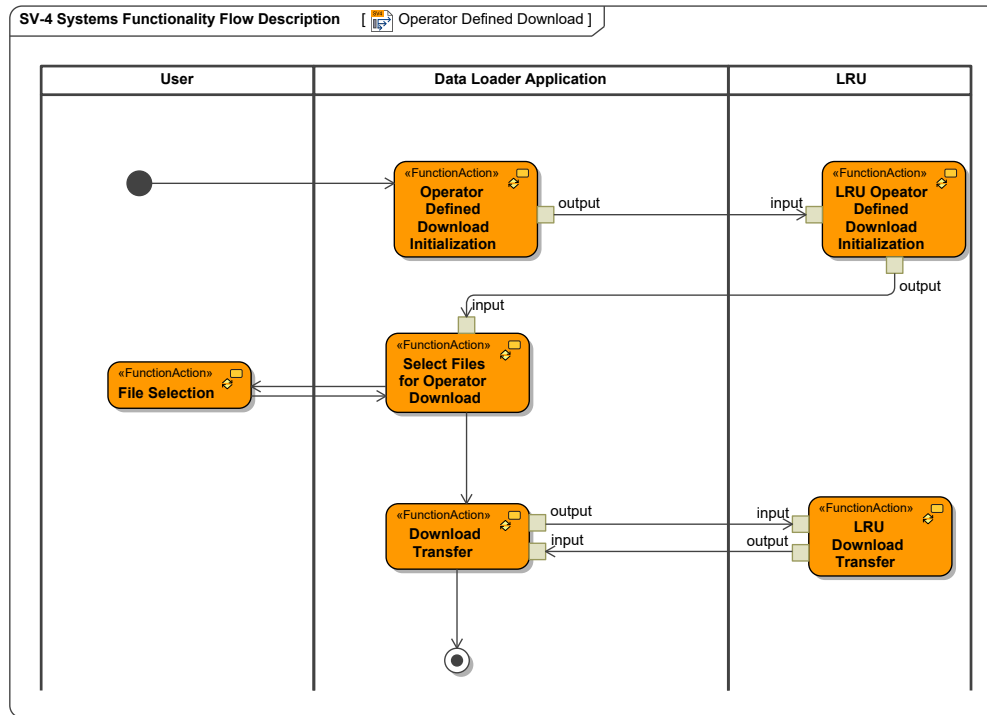 SV-4 Systems Functionality Flow Description [ Operator Defined Download ]
User
Data Loader Application
LRU
«FunctionAction»
Operator
Defined
Download
Initialization
output
input
«FunctionAction»
LRU Opeator
Defined
Download
Initialization
output
input
«FunctionAction»
File Selection
«FunctionAction»
Select Files
for Operator
Download
«FunctionAction»
Download
Transfer
output
input
input
output
«FunctionAction»
LRU
Download
Transfer